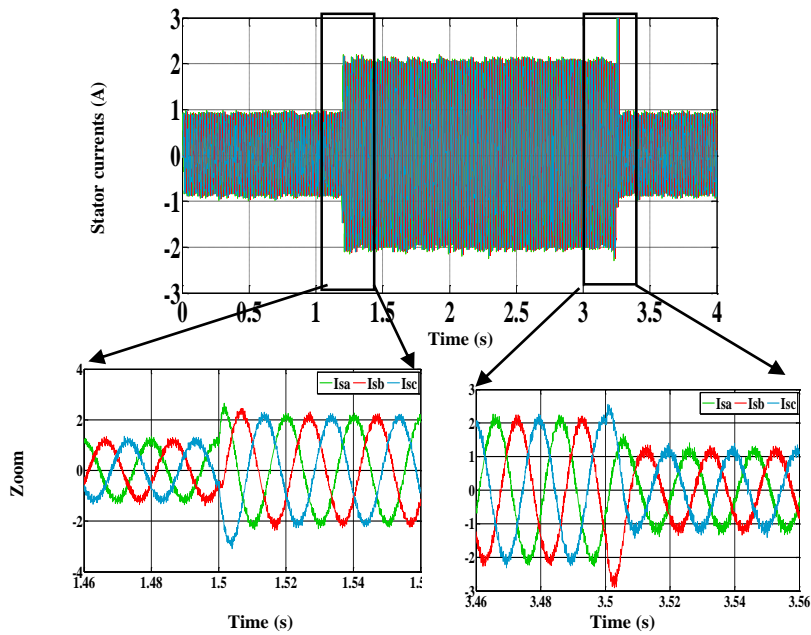 3
2
1
0
-1
-2
-3
Stator currents (A)
0 0.5 1 1.5 2 2.5 3 3.5 4
Time (s)
Isa Isb Isc
4
2
0
-2
-4
Zoom
1.46 1.48 1.5 1.52 1.54 1.5
Time (s)
Isa Isb Isc
3
2
1
0
-1
-2
-3
3.46 3.48 3.5 3.52 3.54 3.56
Time (s)